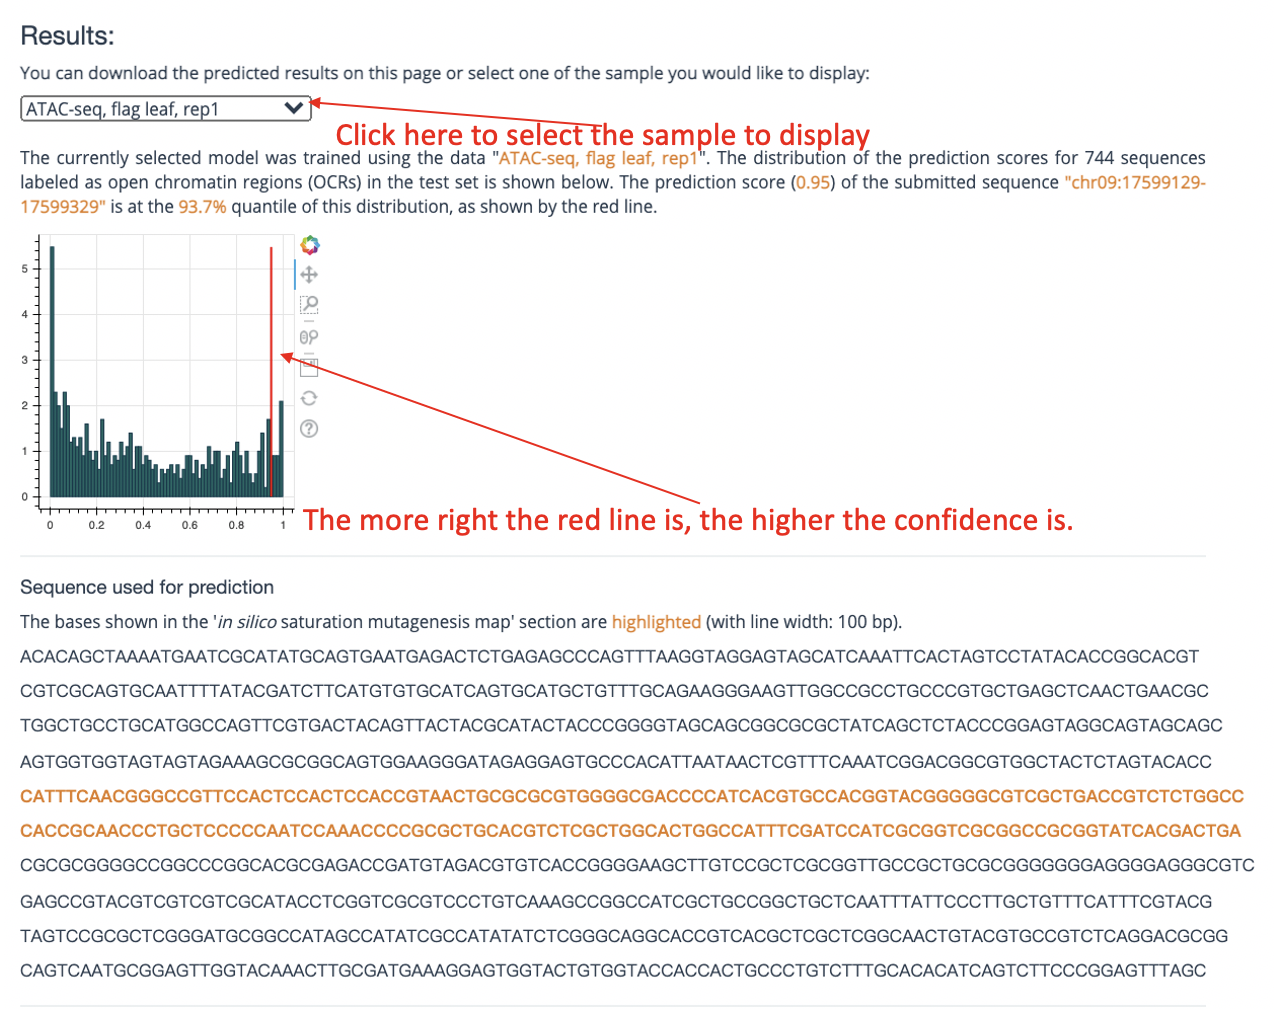 Results:
You can download the predicted results on this page or select one of the sample you would like to display:
ATAC-seq, flag leaf, rep1
Click here to select the sample to display
The currently selected model was trained using the data "ATAC-seq, flag leaf, rep1". The distribution of the prediction scores for 744 sequences
labeled as open chromatin regions (OCRs) in the test set is shown below. The prediction score (0.95) of the submitted sequence "chr09:17599129-
17599329" is at the 93.7% quantile of this distribution, as shown by the red line.
5
4
3
2
1
0
0 0.2 0.4 0.6 0.8 1
The more right the red line is, the higher the confidence is.
Sequence used for prediction
The bases shown in the 'in silico saturation mutagenesis map' section are highlighted (with line width: 100 bp).
ACACAGCTAAAATGAATCGCATATGCAGTGAATGAGACTCTGAGAGCCCAGTTTAAGGTAGGAGTAGCATCAAATTCACTAGTCCTATACACCGGCACGT
CGTCGCAGTGCAATTTTATACGATCTTCATGTGTGCATCAGTGCATGCTGTTTGCAGAAGGGAAGTTGGCCGCCTGCCCGTGCTGAGCTCAACTGAACGC
TGGCTGCCTGCATGGCCAGTTCGTGACTACAGTTACTACGCATACTACCCGGGGTAGCAGCGGCGCGCTATCAGCTCTACCCGGAGTAGGCAGTAGCAGC
AGTGGTGGTAGTAGTAGAAAGCGCGGCAGTGGAAGGGATAGAGGAGTGCCCACATTAATAACTCGTTTCAAATCGGACGGCGTGGCTACTCTAGTACACC
CATTTCAACGGGCCGTTCCACTCCACTCCACCGTAACTGCGCGCGTGGGGCGACCCCATCACGTGCCACGGTACGGGGGCGTCGCTGACCGTCTCTGGCC
CACCGCAACCCTGCTCCCCCAATCCAAACCCCGCGCTGCACGTCTCGCTGGCACTGGCCATTTCGATCCATCGCGGTCGCGGCCGCGGTATCACGACTGA
CGCGCGGGGCCGGCCCGGCACGCGAGACCGATGTAGACGTGTCACCGGGGAAGCTTGTCCGCTCGCGGTTGCCGCTGCGCGGGGGGGAGGGGAGGGCGTC
GAGCCGTACGTCGTCGTCGCATACCTCGGTCGCGTCCCTGTCAAAGCCGGCCATCGCTGCCGGCTGCTCAATTTATTCCCTTGCTGTTTCATTTCGTACG
TAGTCCGCGCTCGGGATGCGGCCATAGCCATATCGCCATATATCTCGGGCAGGCACCGTCACGCTCGCTCGGCAACTGTACGTGCCGTCTCAGGACGCGG
CAGTCAATGCGGAGTTGGTACAAACTTGCGATGAAAGGAGTGGTACTGTGGTACCACCACTGCCCTGTCTTTGCACACATCAGTCTTCCCGGAGTTTAGC